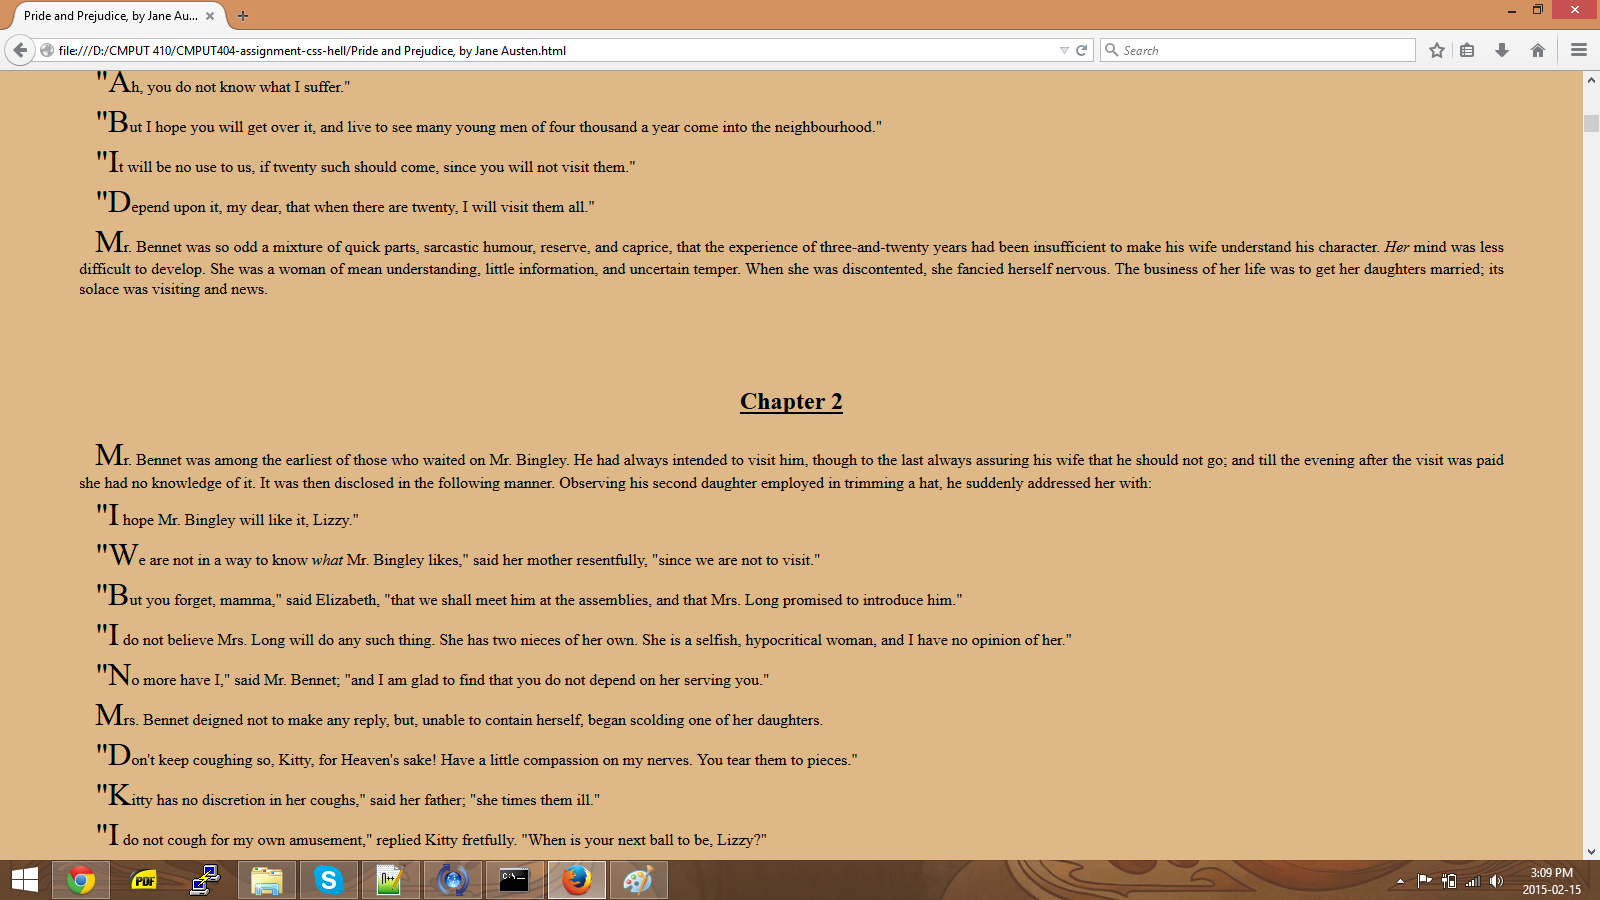 Pride and Prejudice, by Jane Au...
file:///D:/CMPUT 410/CMPUT404-assignment-css-hell/Pride and Prejudice, by Jane Austen.html
Search
"Ah, you do not know what I suffer."
"But I hope you will get over it, and live to see many young men of four thousand a year come into the neighbourhood."
"It will be no use to us, if twenty such should come, since you will not visit them."
"Depend upon it, my dear, that when there are twenty, I will visit them all."
Mr. Bennet was so odd a mixture of quick parts, sarcastic humour, reserve, and caprice, that the experience of three-and-twenty years had been insufficient to make his wife understand his character. Her mind was less
difficult to develop. She was a woman of mean understanding, little information, and uncertain temper. When she was discontented, she fancied herself nervous. The business of her life was to get her daughters married; its
solace was visiting and news.
Chapter 2
Mr. Bennet was among the earliest of those who waited on Mr. Bingley. He had always intended to visit him, though to the last always assuring his wife that he should not go; and till the evening after the visit was paid
she had no knowledge of it. It was then disclosed in the following manner. Observing his second daughter employed in trimming a hat, he suddenly addressed her with:
"I hope Mr. Bingley will like it, Lizzy."
"We are not in a way to know what Mr. Bingley likes," said her mother resentfully, "since we are not to visit."
"But you forget, mamma," said Elizabeth, "that we shall meet him at the assemblies, and that Mrs. Long promised to introduce him."
"I do not believe Mrs. Long will do any such thing. She has two nieces of her own. She is a selfish, hypocritical woman, and I have no opinion of her."
"No more have I," said Mr. Bennet; "and I am glad to find that you do not depend on her serving you."
Mrs. Bennet deigned not to make any reply, but, unable to contain herself, began scolding one of her daughters.
"Don't keep coughing so, Kitty, for Heaven's sake! Have a little compassion on my nerves. You tear them to pieces."
"Kitty has no discretion in her coughs," said her father; "she times them ill."
"I do not cough for my own amusement," replied Kitty fretfully. "When is your next ball to be, Lizzy?"
PDF
C:\
3:09 PM
2015-02-15